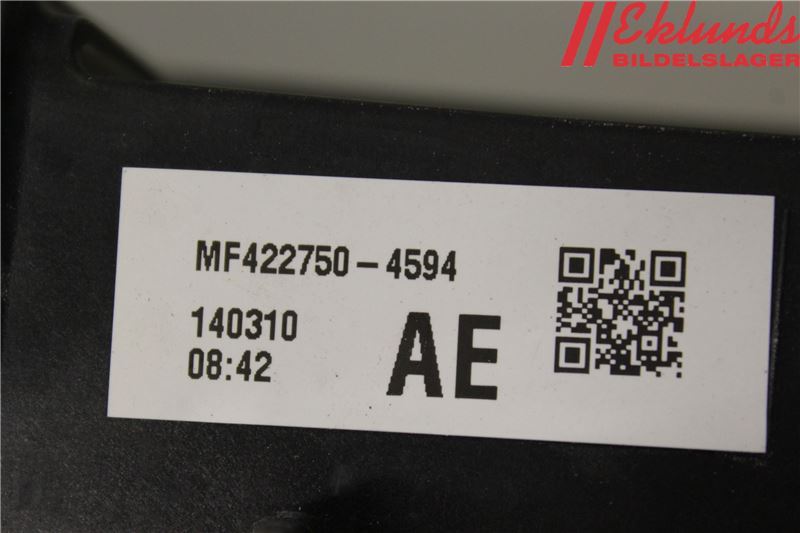 Eklunds
BILDELSLAGER
MF422750-4594
140310
08:42
AE